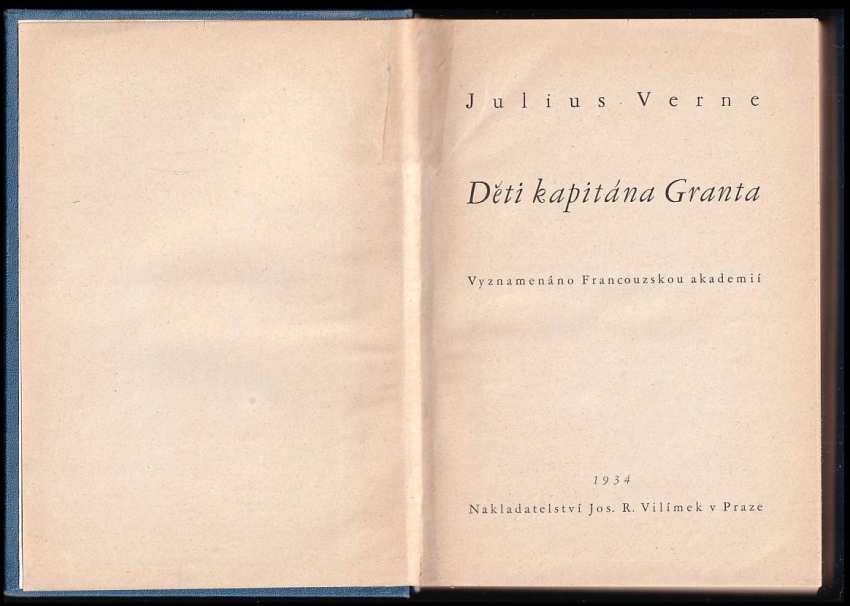 Julius Verne
Děti kapitána Granta
Vyznamenáno Francouzskou akademií
1934
Nakladatelství Jos. R. Vilímek v Praze